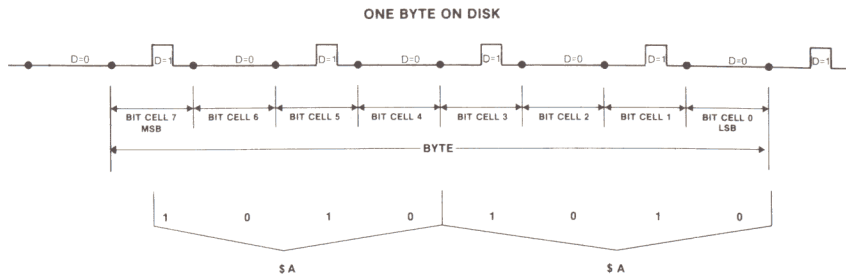 ONE BYTE ON DISK
D=0 D=1 D=0 D=1 D=0 D=1 D=0 D=1 D=0 D=1
BIT CELL 7 BIT CELL 6 BIT CELL 5 BIT CELL 4 BIT CELL 3 BIT CELL 2 BIT CELL 1 BIT CELL 0
MSB LSB
BYTE
1 0 1 0 1 0 1 0
$A $A